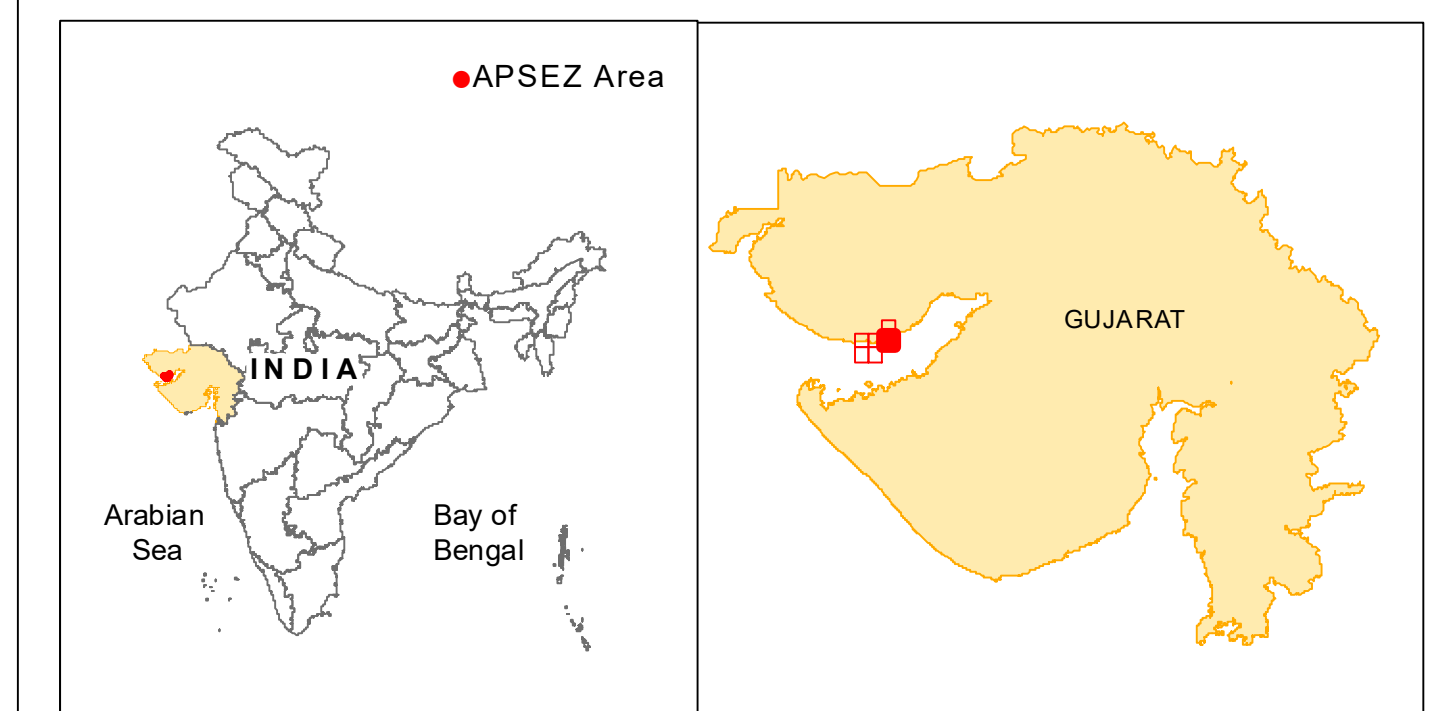 APSEZ Area
INDIA
Arabian
Sea
Bay of
Bengal
GUJARAT